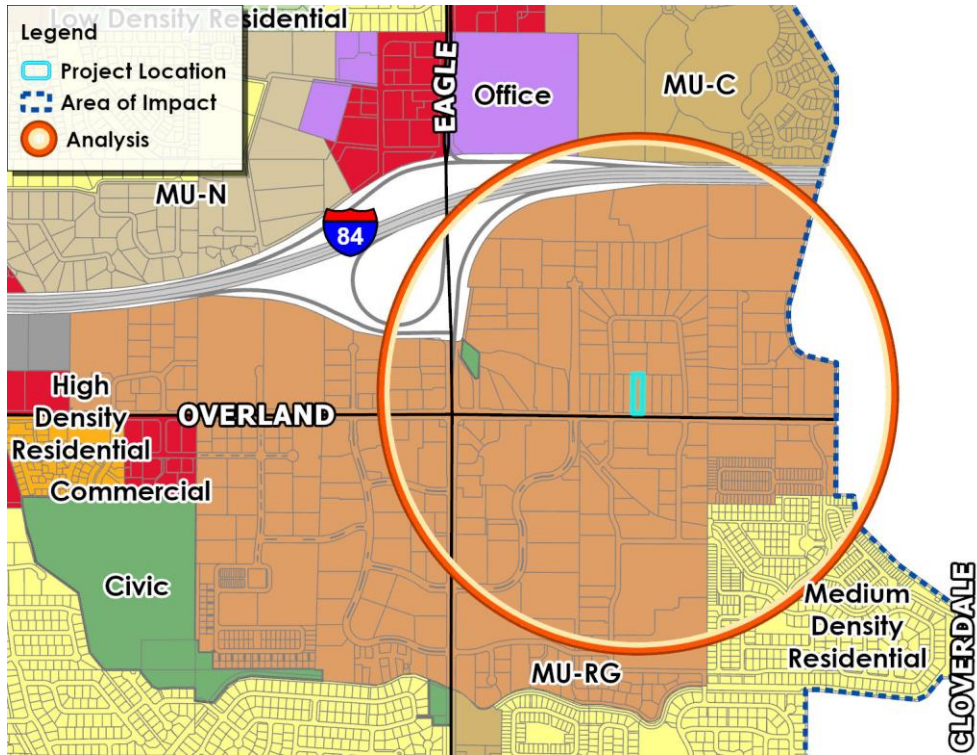 Low Density Residential
Legend
Project Location
Area of Impact
Analysis
EAGLE
Office
MU-C
MU-N
84
High
Density
Residential
OVERLAND
Commercial
Civic
Medium
Density
Residential
MU-RG
CLOVERDALE